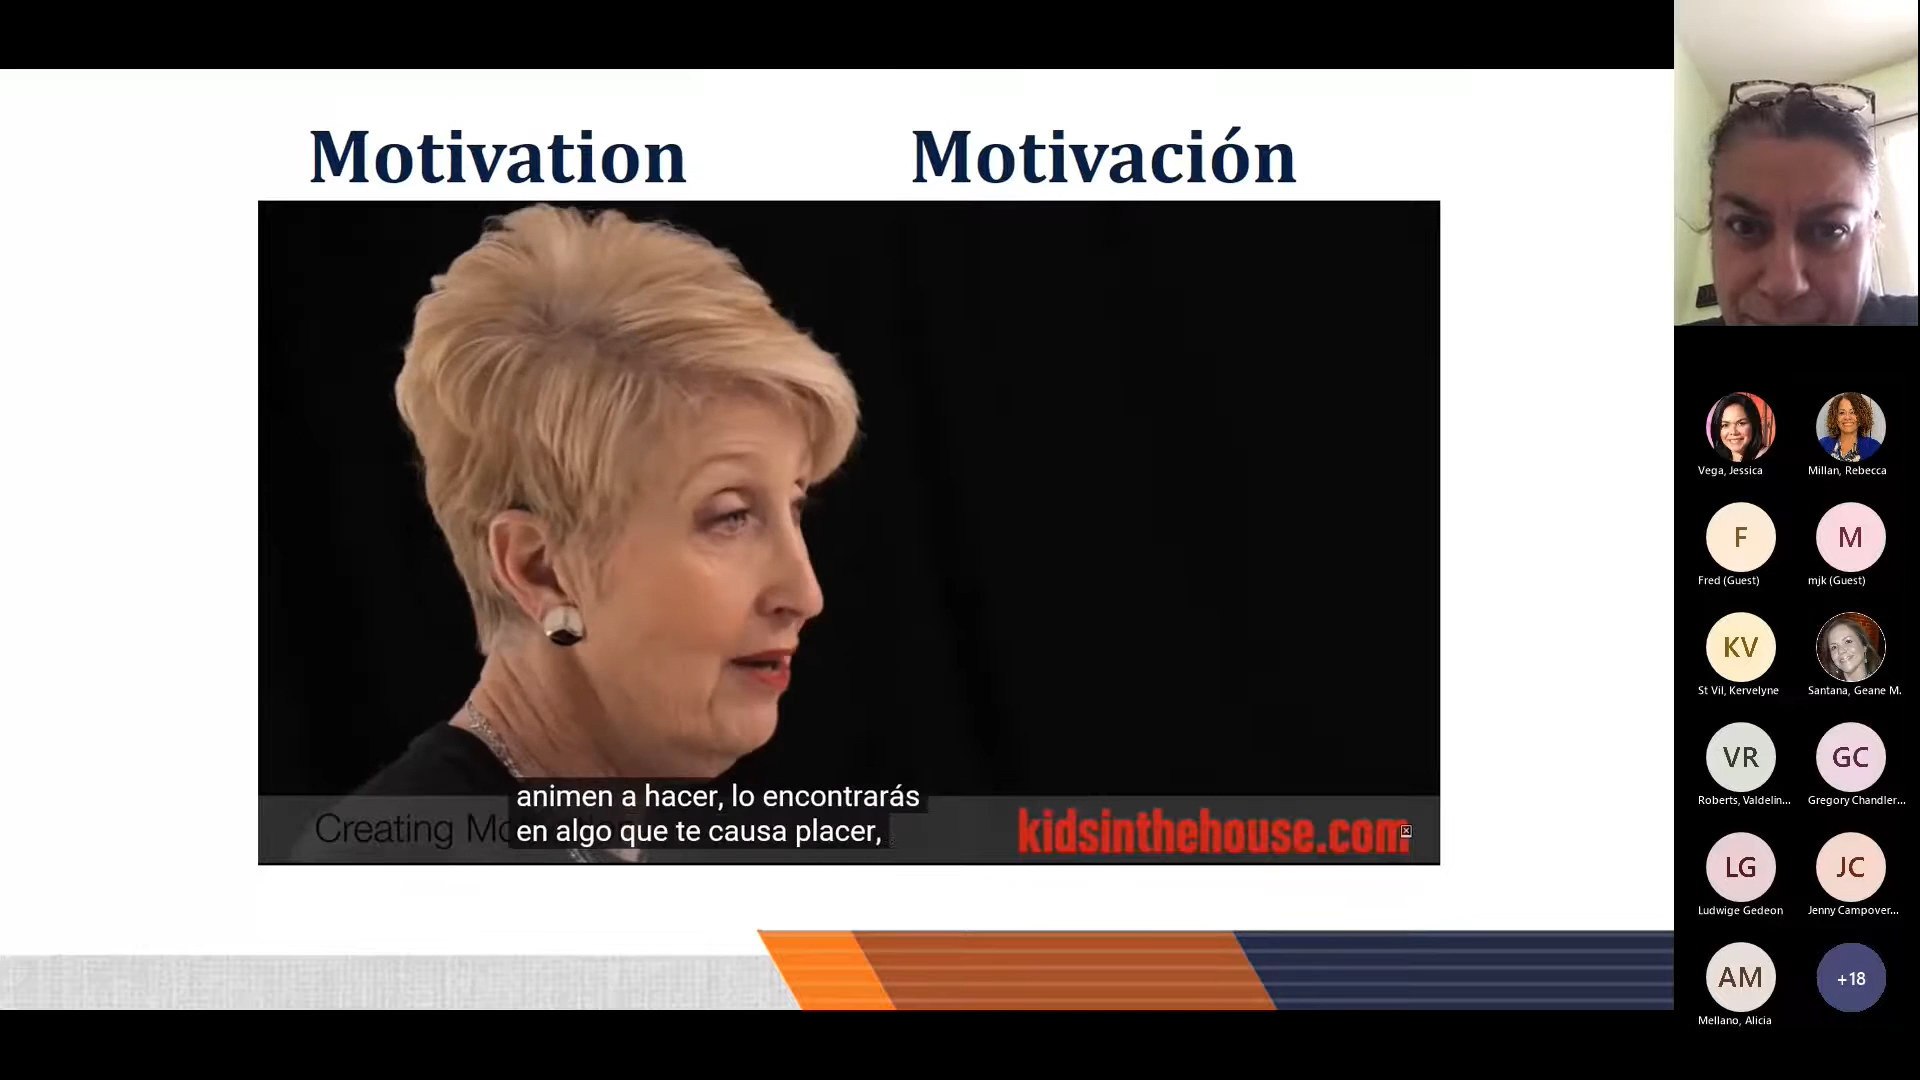 Motivation Motivación
animen a hacer, lo encontrarás
en algo que te causa placer,
Creating Mo
kidsinthehouse.com
Vega, Jessica
Millan, Rebecca
F
M
Fred (Guest)
mjk (Guest)
KV
St Vil, Kervelyne
Santana, Geane M.
VR
GC
Roberts, Valdelin...
Gregory Chandler...
LG
JC
Ludwige Gedeon
Jenny Campover...
AM
+18
Mellano, Alicia